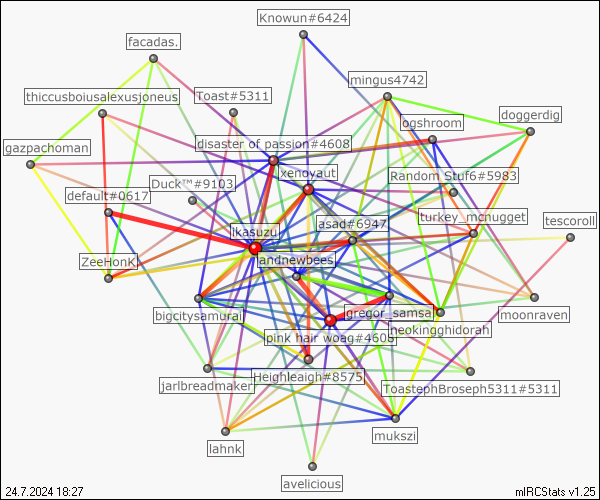 Knowun#6424
facadas.
mingus4742
thiccusboiusalexusjoneus
Toast#5311
ogshroom
doggerdig
gazpachoman
disaster of passion#4608
xenoyaut
Random Stuf6#5983
default#0617
Duck™#9103
ikasuzu
asad#6947
turkey_mcnugget
tescoroll
ZeeHonk
andnewbees
bigcitysamurai
gregor_samsa
moonraven
pink hair woag#4608
neokingghidorah
jarlbreadmaker
Heighleaigh#8575
ToastephBroseph5311#5311
mukszi
lahnk
avelicious
24.7.2024 18:27
mIRCStats v1.25